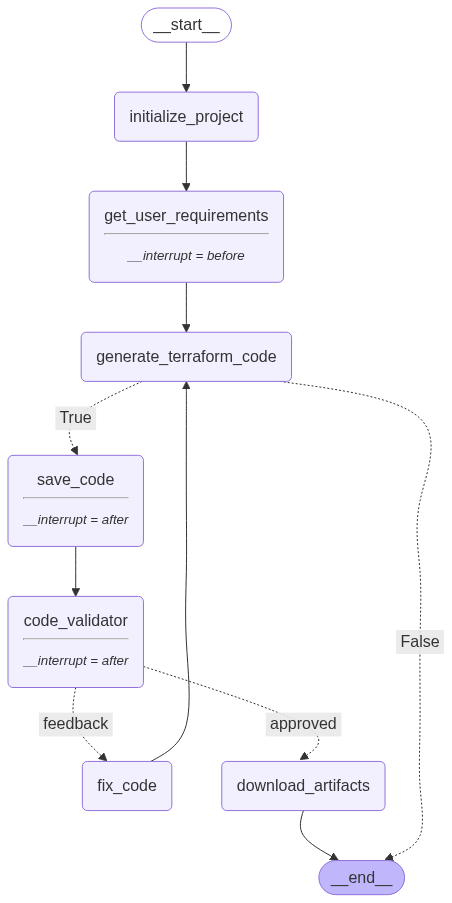 __start__
initialize_project
get_user_requirements
__interrupt = before
generate_terraform_code
True
save_code
__interrupt = after
code_validator
__interrupt = after
False
feedback
approved
fix_code
download_artifacts
__end__